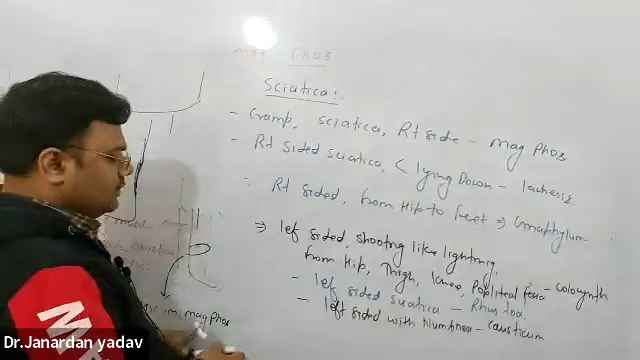 mag phos
Sciatica:
- Cramp, sciatica, Rt side - mag Phos
- Rt Sided sciatica, < lying Down - lachesis
Rt Sided, from Hip to feet ⇒ Gnaphylum
⇒ left sided, shooting like lightning,
from Hip, Thigh, knee, Popliteal fossa - Colocynth
- left sided sciatica - Rhus tox
- left sided with Numbness - Causticum
mag Phos
Dr.Janardan yadav